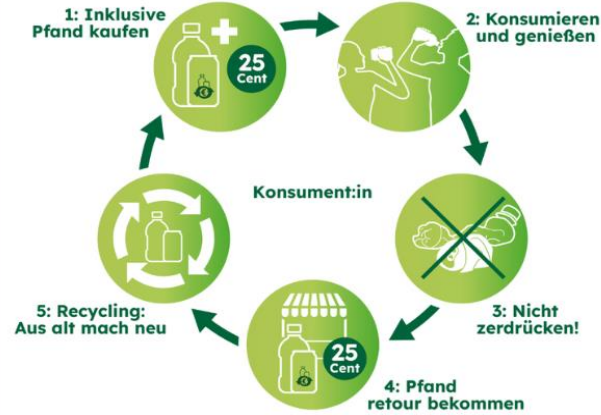 1: Inklusive
Pfand kaufen
25
Cent
2: Konsumieren
und genießen
Konsument:in
3: Nicht
zerdrücken!
25
Cent
4: Pfand
retour bekommen
5: Recycling:
Aus alt mach neu